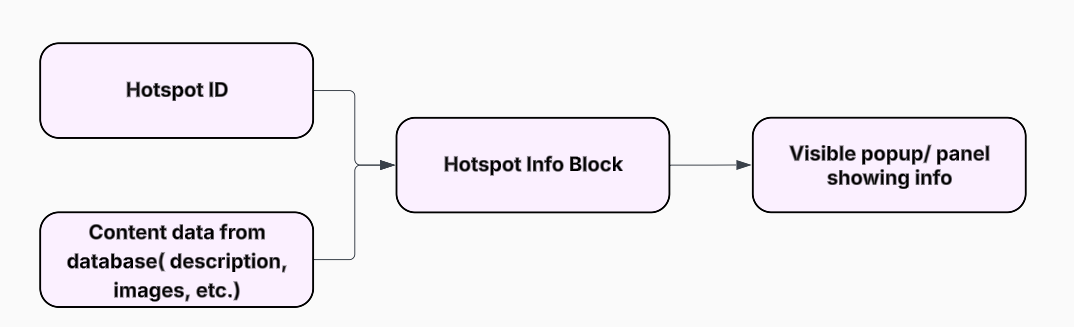 Hotspot ID
Content data from
database( description,
images, etc.)
Hotspot Info Block
Visible popup/ panel
showing info